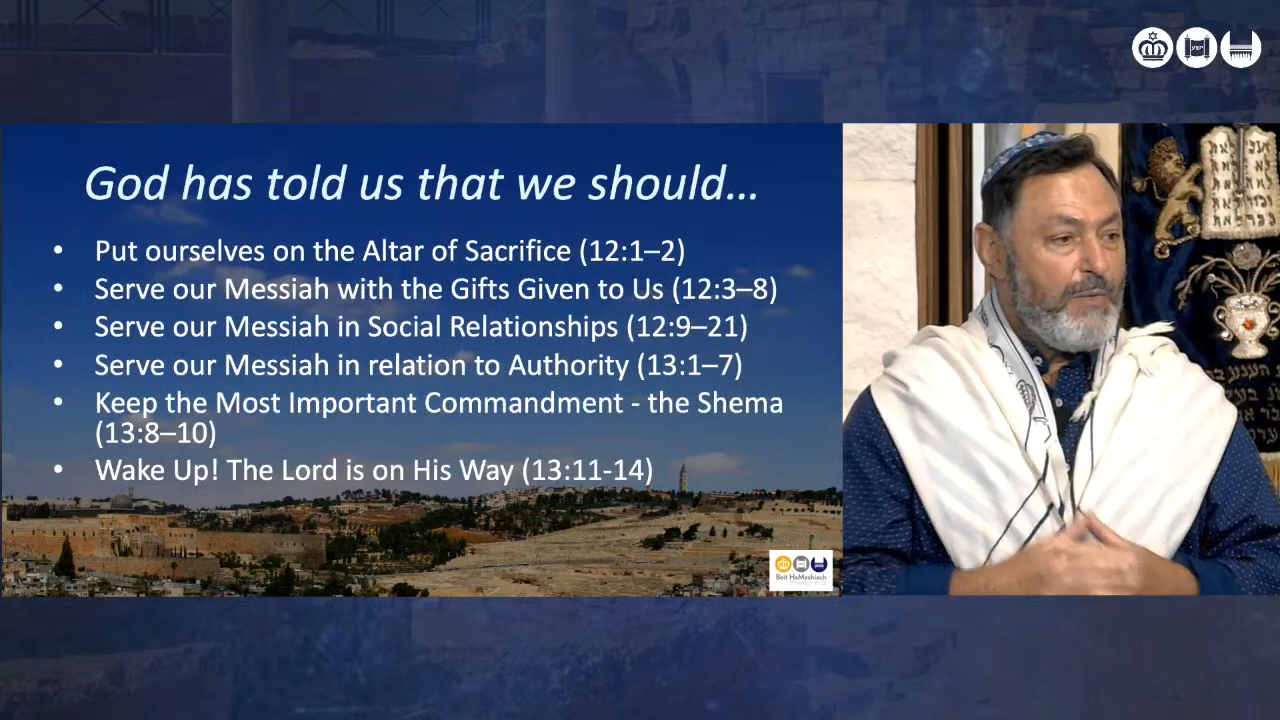 God has told us that we should…
• Put ourselves on the Altar of Sacrifice (12:1–2)
• Serve our Messiah with the Gifts Given to Us (12:3–8)
• Serve our Messiah in Social Relationships (12:9–21)
• Serve our Messiah in relation to Authority (13:1–7)
• Keep the Most Important Commandment - the Shema
(13:8–10)
• Wake Up! The Lord is on His Way (13:11-14)
Beit HaMashiach